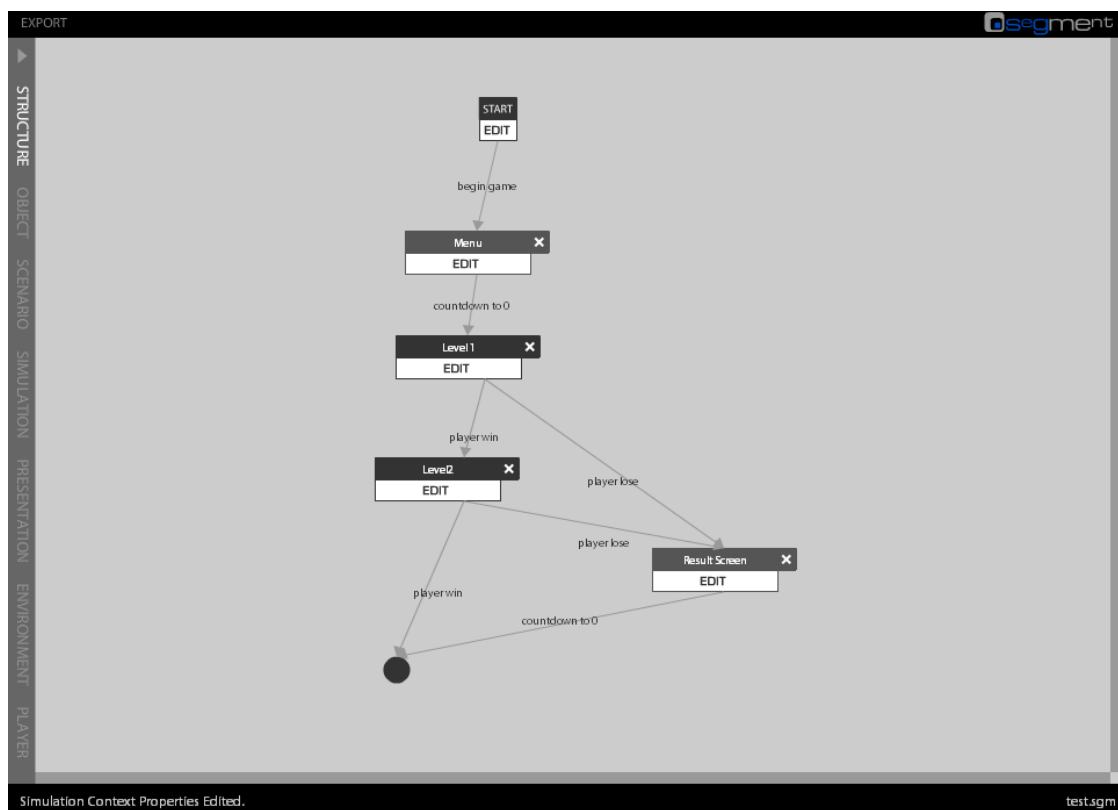 EXPORT
segment
STRUCTURE
OBJECT
SCENARIO
SIMULATION
PRESENTATION
ENVIRONMENT
PLAYER
START
EDIT
begin game
Menu
EDIT
countdown to 0
Level 1
EDIT
player win
player lose
Level2
EDIT
player lose
Result Screen
EDIT
player win
countdown to 0
Simulation Context Properties Edited.
test.sgm